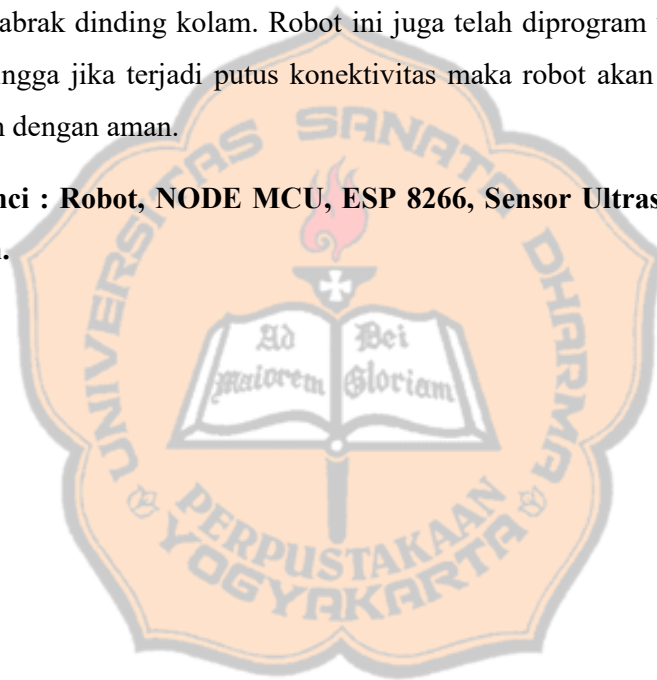 abrak dinding kolam. Robot ini juga telah diprogram
ngga jika terjadi putus konektivitas maka robot akan
dengan aman.
nci : Robot, NODE MCU, ESP 8266, Sensor Ultras
UNIVERSITAS SANATA DHARMA
Ad Dei
maiorem Gloriam
PERPUSTAKAAN
YOGYAKARTA